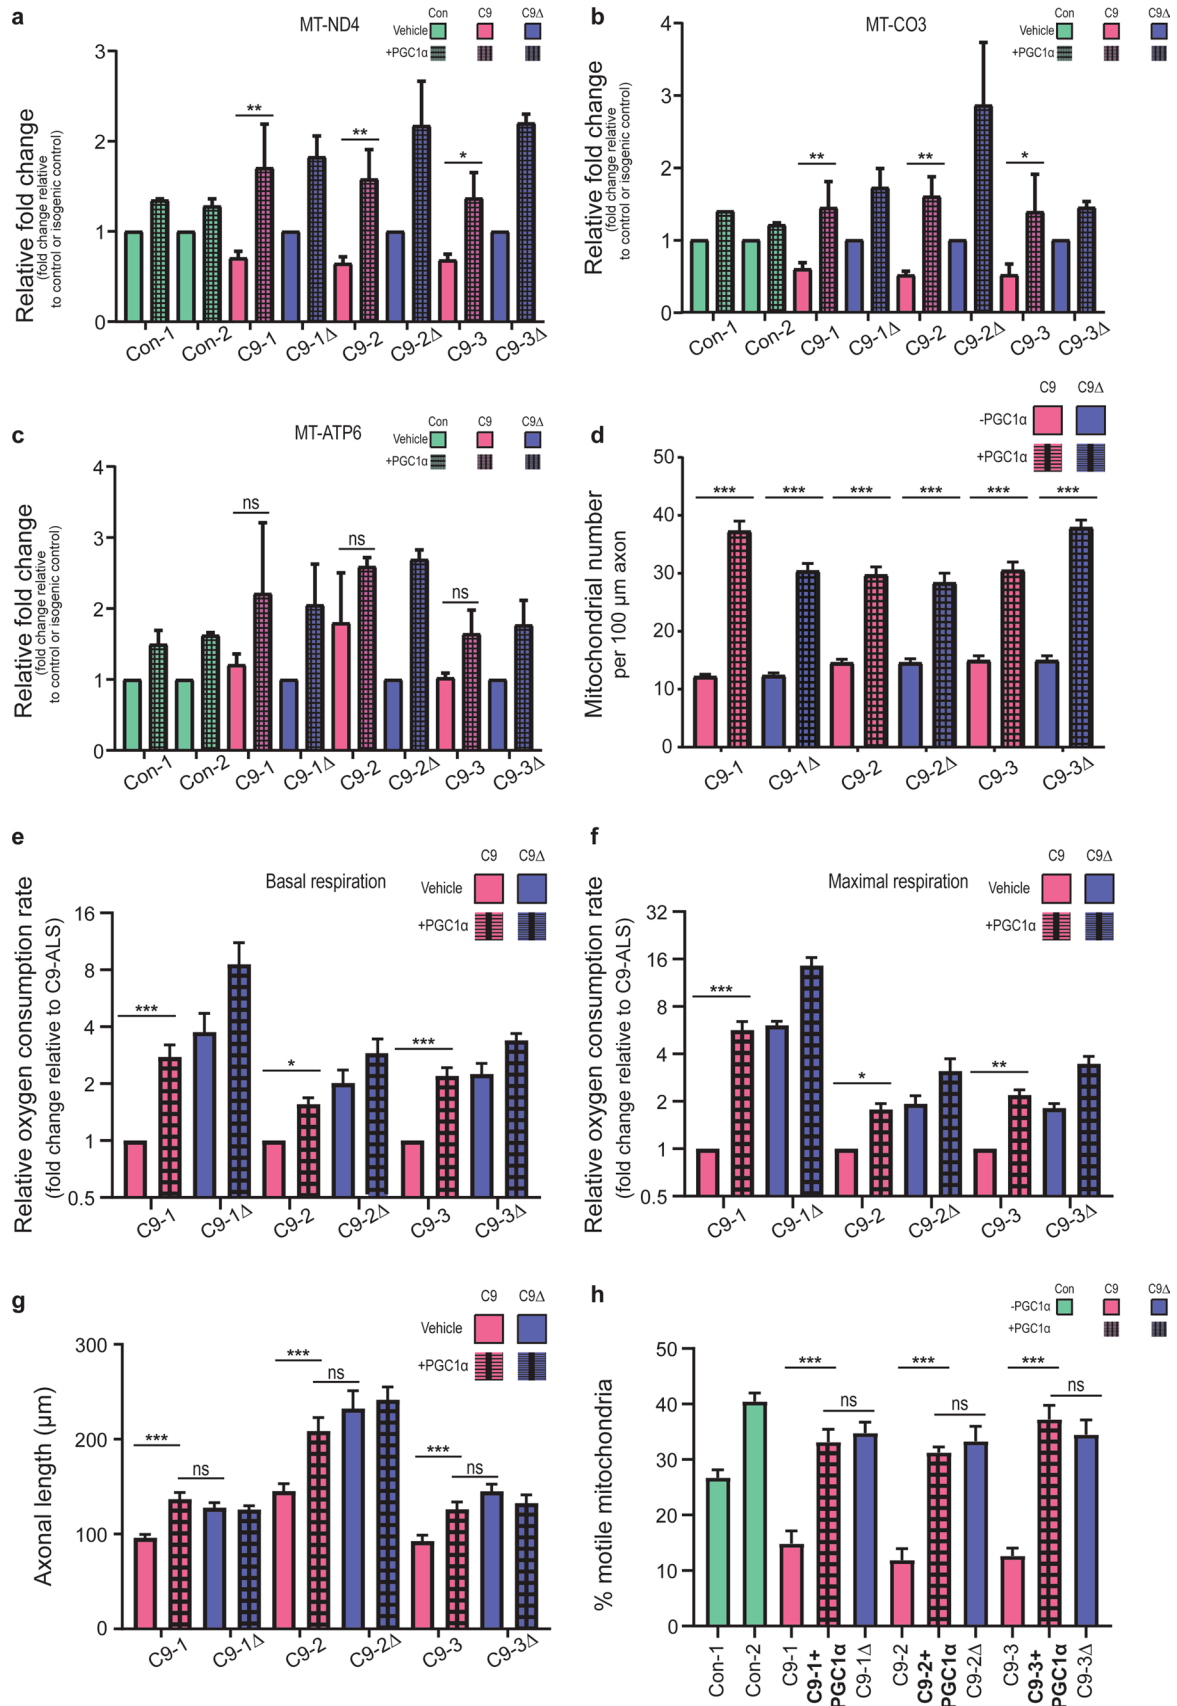 a
MT-ND4
Con C9 C9Δ
Vehicle
+PGC1α
Relative fold change
(fold change relative
to control or isogenic control)
3
2
1
0
**
**
*
Con-1 Con-2 C9-1 C9-1Δ C9-2 C9-2Δ C9-3 C9-3Δ
b
MT-CO3
Con C9 C9Δ
Vehicle
+PGC1α
Relative fold change
(fold change relative
to control or isogenic control)
4
3
2
1
0
**
**
*
Con-1 Con-2 C9-1 C9-1Δ C9-2 C9-2Δ C9-3 C9-3Δ
c
MT-ATP6
Con C9 C9Δ
Vehicle
+PGC1α
Relative fold change
(fold change relative
to control or isogenic control)
4
3
2
1
0
ns
ns
ns
Con-1 Con-2 C9-1 C9-1Δ C9-2 C9-2Δ C9-3 C9-3Δ
d
C9 C9Δ
-PGC1α
+PGC1α
Mitochondrial number
per 100 µm axon
50
40
30
20
10
0
*** *** *** *** *** ***
C9-1 C9-1Δ C9-2 C9-2Δ C9-3 C9-3Δ
e
Basal respiration
C9 C9Δ
Vehicle
+PGC1α
Relative oxygen consumption rate
(fold change relative to C9-ALS)
16
8
4
2
1
0.5
***
*
***
C9-1 C9-1Δ C9-2 C9-2Δ C9-3 C9-3Δ
f
Maximal respiration
C9 C9Δ
Vehicle
+PGC1α
Relative oxygen consumption rate
(fold change relative to C9-ALS)
32
16
8
4
2
1
0.5
***
*
**
C9-1 C9-1Δ C9-2 C9-2Δ C9-3 C9-3Δ
g
C9 C9Δ
Vehicle
+PGC1α
Axonal length (µm)
300
200
100
0
***
ns
***
ns
***
ns
C9-1 C9-1Δ C9-2 C9-2Δ C9-3 C9-3Δ
h
Con C9 C9Δ
-PGC1α
+PGC1α
% motile mitochondria
50
40
30
20
10
0
***
ns
***
ns
***
ns
Con-1
Con-2
C9-1
C9-1+
PGC1α
C9-1Δ
C9-2
C9-2+
PGC1α
C9-2Δ
C9-3
C9-3+
PGC1α
C9-3Δ